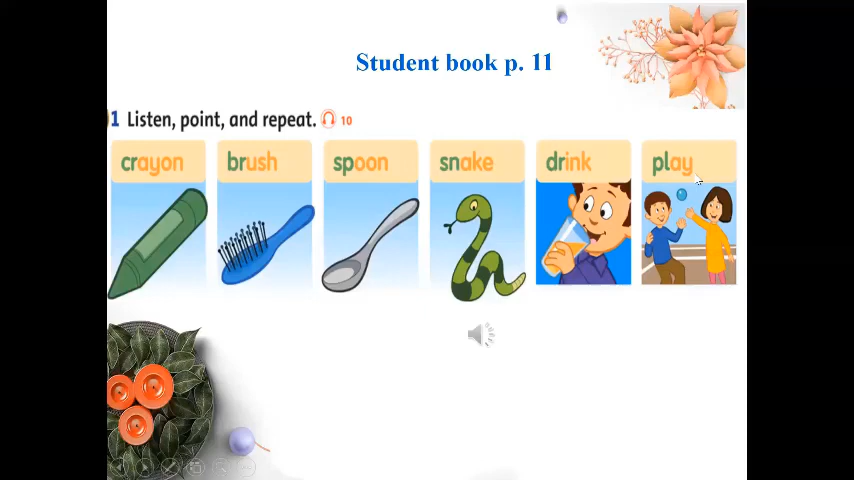 Student book p. 11
1 Listen, point, and repeat. 10
crayon brush spoon snake drink play